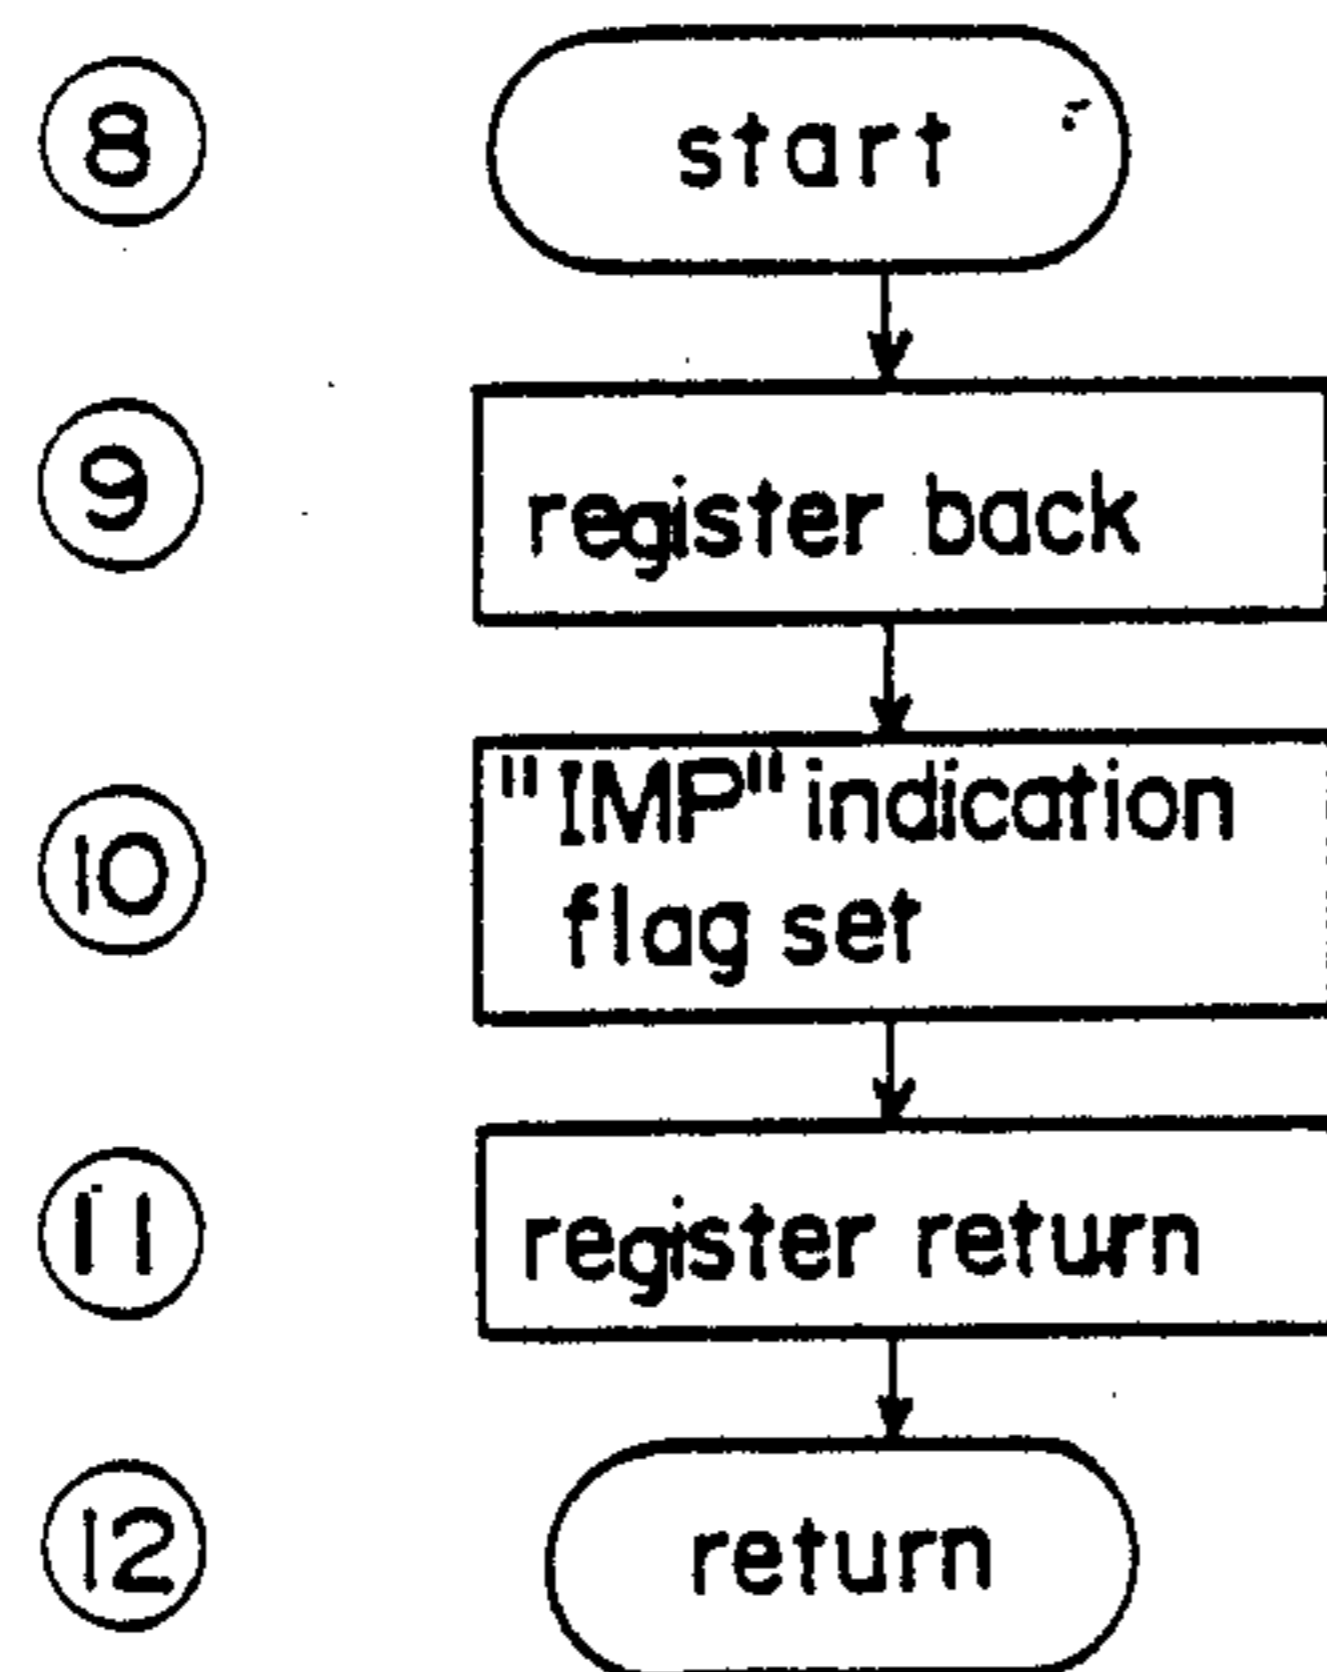 8
start
9
register back
10
"IMP" indication
flag set
11
register return
12
return